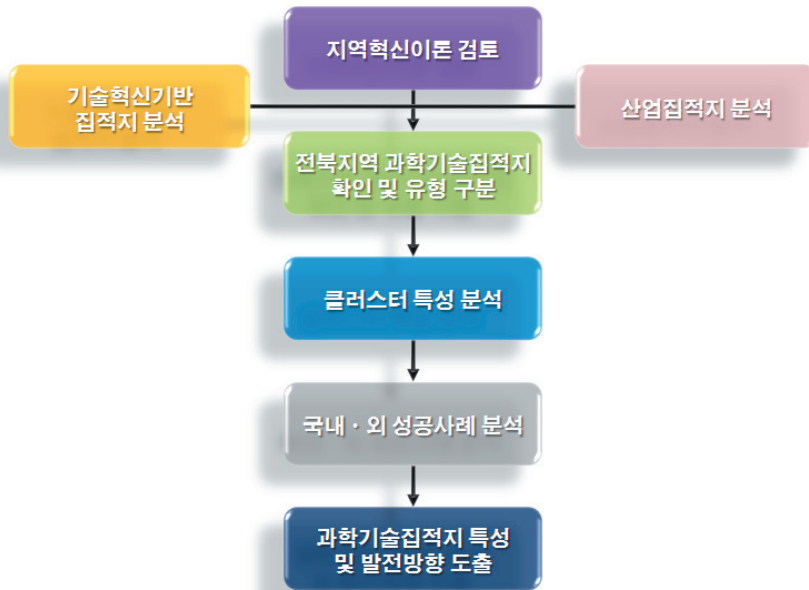 지역혁신이론 검토
기술혁신기반
집적지 분석
산업집적지 분석
전북지역 과학기술집적지
확인 및 유형 구분
클러스터 특성 분석
국내 · 외 성공사례 분석
과학기술집적지 특성
및 발전방향 도출